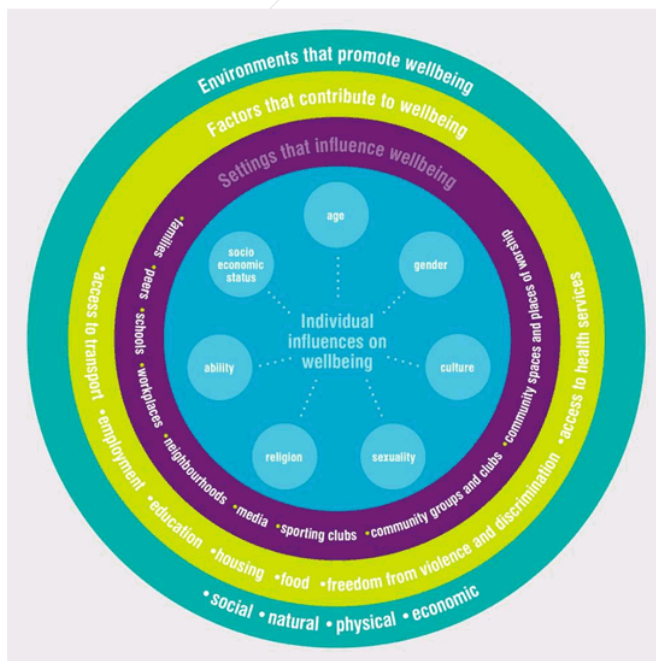 Environments that promote wellbeing
Factors that contribute to wellbeing
Settings that influence wellbeing
age
socio
economic
status
gender
Individual
influences on
wellbeing
ability
culture
religion
sexuality
•families •peers •schools •workplaces •neighbourhoods •media •sporting clubs •community groups and clubs •community spaces and places of worship
•access to transport •employment •education •housing •food •freedom from violence and discrimination •access to health services
•social •natural •physical •economic